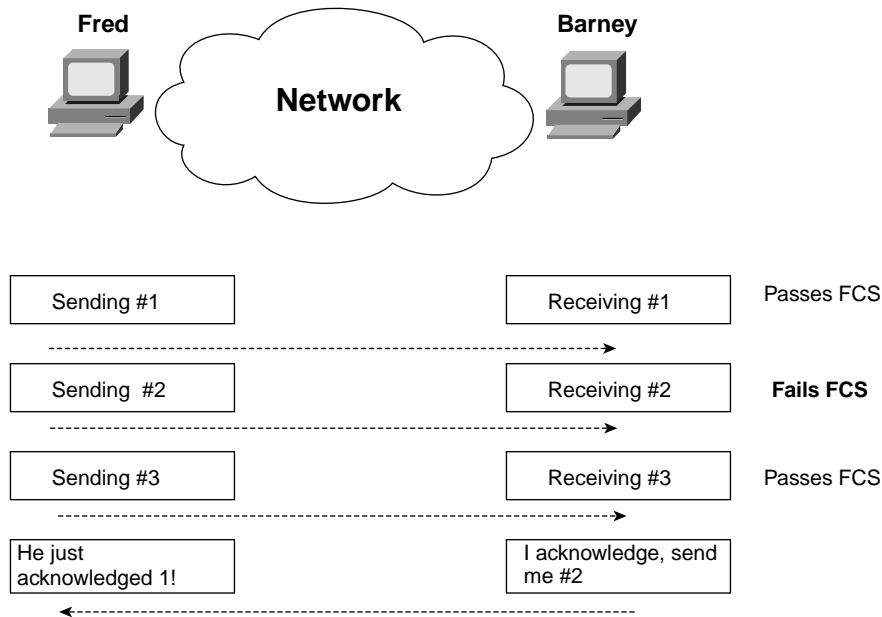 Fred
Barney
Network
Sending #1
Receiving #1
Passes FCS
Sending #2
Receiving #2
Fails FCS
Sending #3
Receiving #3
Passes FCS
He just
acknowledged 1!
I acknowledge, send
me #2